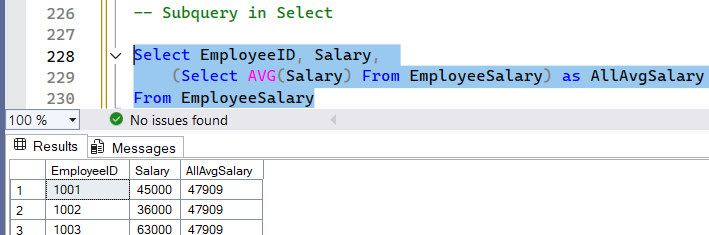 226 -- Subquery in Select
227
228 Select EmployeeID, Salary,
229 (Select AVG(Salary) From EmployeeSalary) as AllAvgSalary
230 From EmployeeSalary
100 % No issues found
Results Messages
EmployeeID Salary AllAvgSalary
1 1001 45000 47909
2 1002 36000 47909
3 1003 63000 47909